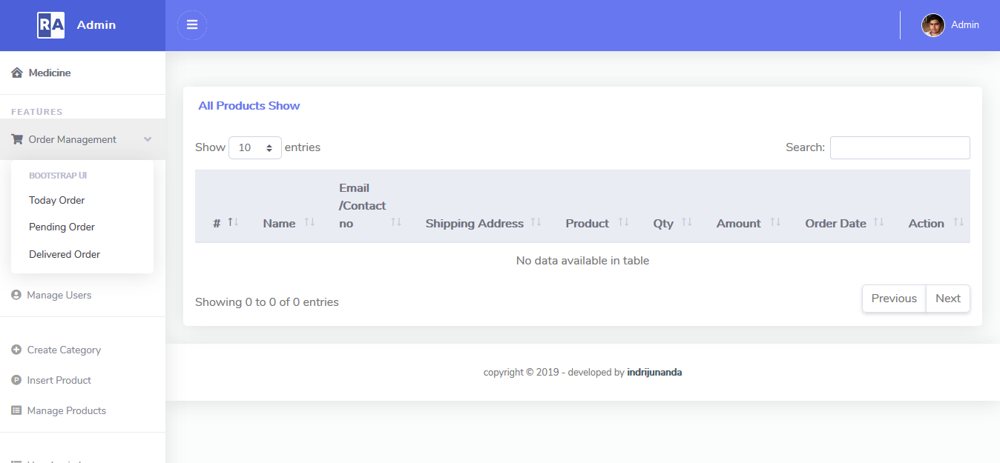 RA Admin
Admin
Medicine
FEATURES
Order Management
BOOTSTRAP UI
Today Order
Pending Order
Delivered Order
Manage Users
Create Category
P Insert Product
Manage Products
All Products Show
Show 10 entries
Search:
# Name Email /Contact no Shipping Address Product Qty Amount Order Date Action
No data available in table
Showing 0 to 0 of 0 entries
Previous Next
copyright © 2019 - developed by indrijunanda